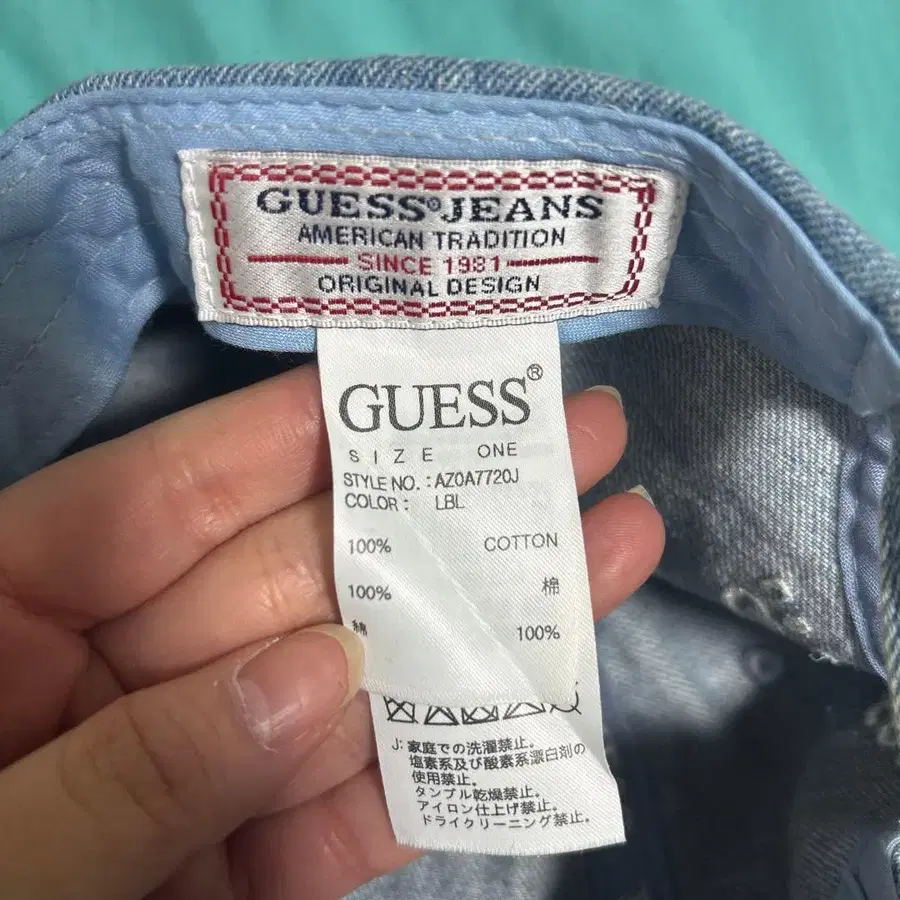 GUESS®JEANS
AMERICAN TRADITION
SINCE 1981
ORIGINAL DESIGN
GUESS®
SIZE ONE
STYLE NO.: AZ0A7720J
COLOR: LBL
100% COTTON
100% 棉
綿 100%
J: 家庭での洗濯禁止。
塩素系及び酸素系漂白剤の
使用禁止。
タンブル乾燥禁止。
アイロン仕上げ禁止。
ドライクリーニング禁止。